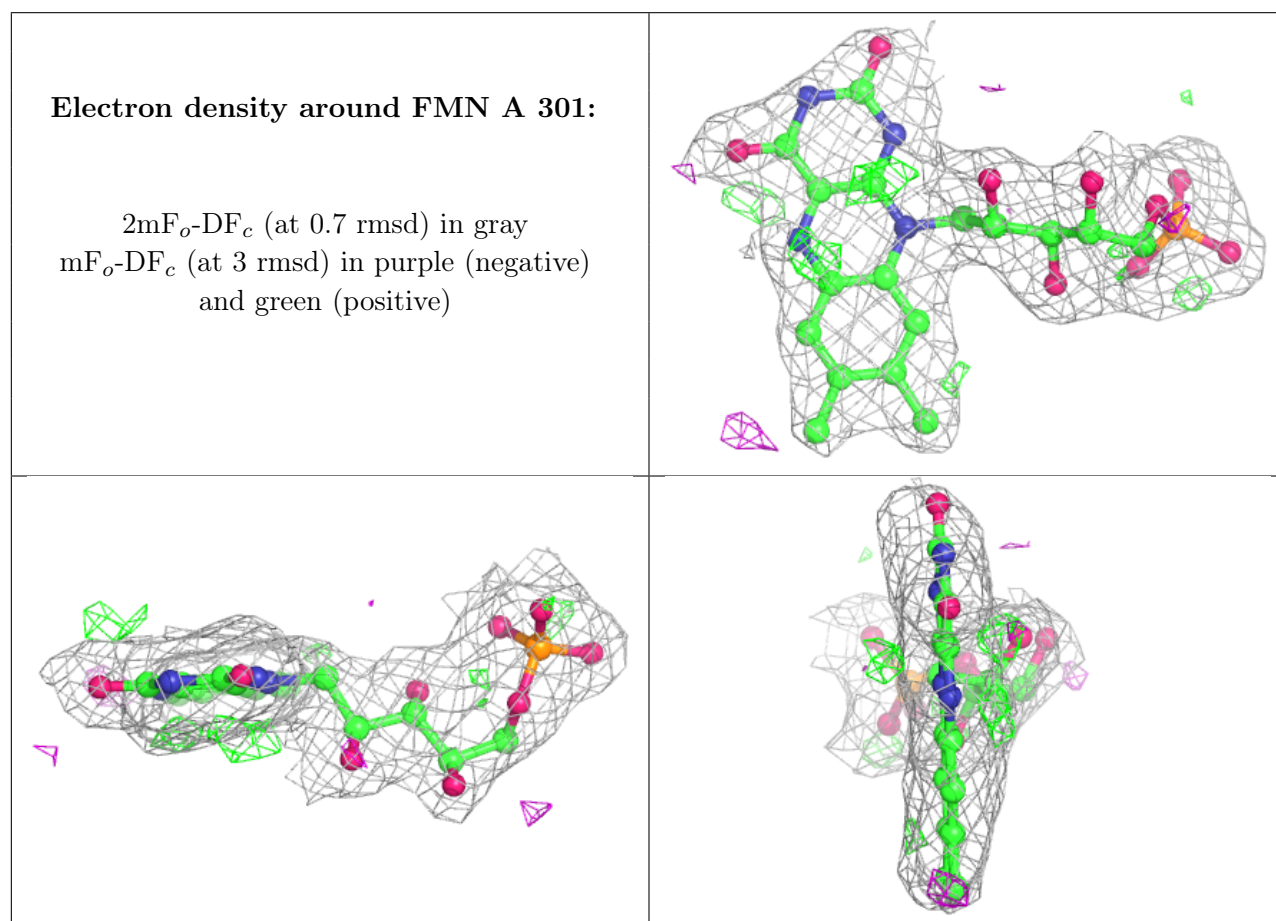 Electron density around FMN A 301:
2mFo-DFc (at 0.7 rmsd) in gray
mFo-DFc (at 3 rmsd) in purple (negative)
and green (positive)